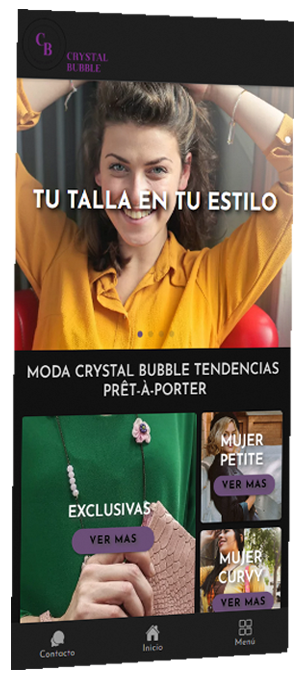 CB
CRYSTAL
BUBBLE
TU TALLA EN TU ESTILO
MODA CRYSTAL BUBBLE TENDENCIAS
PRÊT-À-PORTER
EXCLUSIVAS
VER MAS
MUJER
PETITE
VER MAS
MUJER
CURVY
VER MAS
Contacto
Inicio
Menú